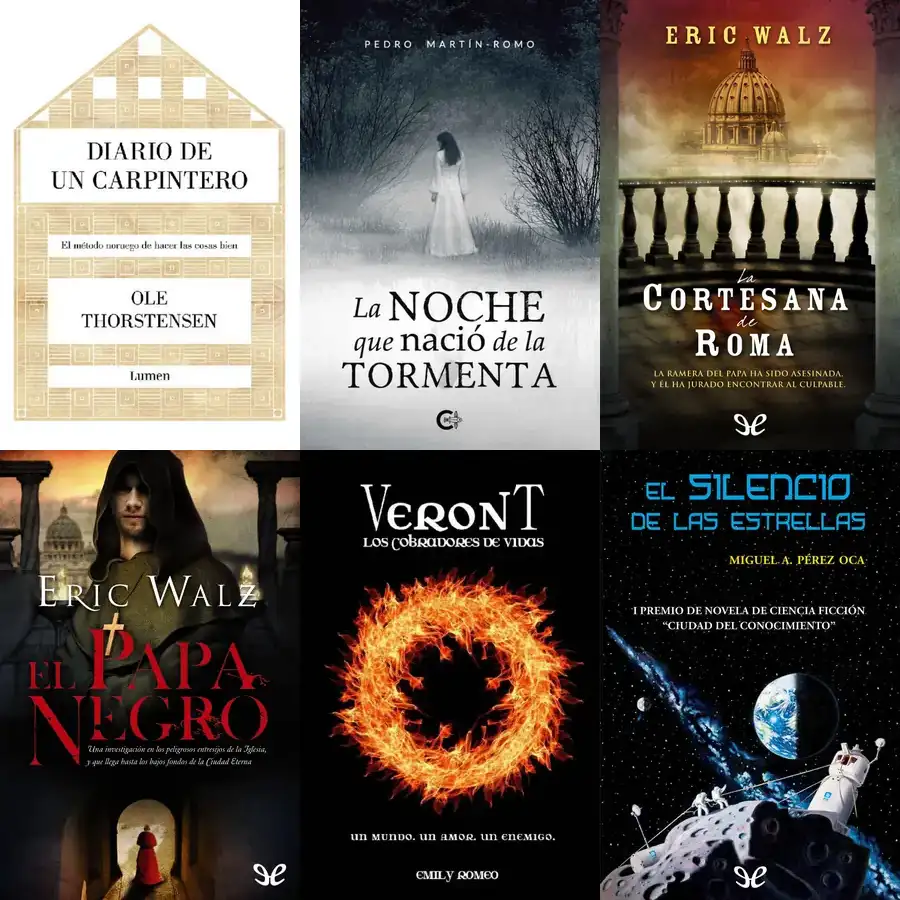 DIARIO DE
UN CARPINTERO
El método noruego de hacer las cosas bien
OLE
THORSTENSEN
Lumen
PEDRO MARTÍN-ROMO
La NOCHE
que nació de la
TORMENTA
ERIC WALZ
La
CORTESANA
de
ROMA
LA RAMERA DEL PAPA HA SIDO ASESINADA,
Y ÉL HA JURADO ENCONTRAR AL CULPABLE.
ERIC WALZ
EL PAPA
NEGRO
Una investigación en los peligrosos entresijos de la Iglesia,
y que llega hasta los bajos fondos de la Ciudad Eterna
VERONT
LOS COBRADORES DE VIDAS
UN MUNDO. UN AMOR. UN ENEMIGO.
EMILY ROMEO
EL SILENCIO
DE LAS ESTRELLAS
MIGUEL A. PÉREZ OCA
I PREMIO DE NOVELA DE CIENCIA FICCIÓN
“CIUDAD DEL CONOCIMIENTO”